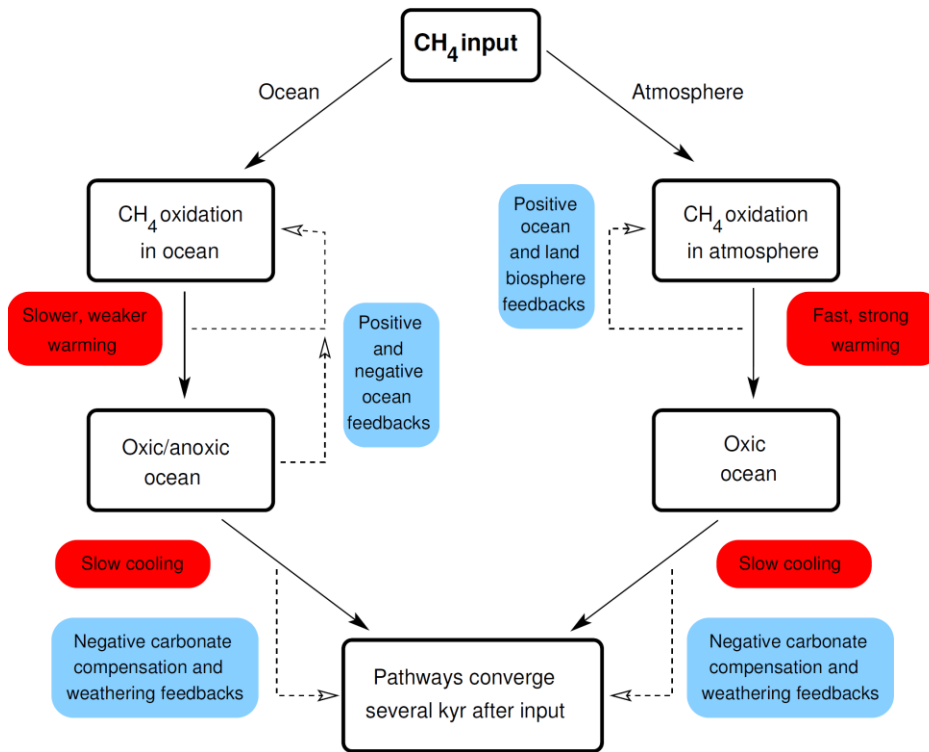 CH4 input
Ocean
Atmosphere
CH4 oxidation
in ocean
Positive
ocean
and land
biosphere
feedbacks
CH4 oxidation
in atmosphere
Slower, weaker
warming
Positive
and
negative
ocean
feedbacks
Fast, strong
warming
Oxic/anoxic
ocean
Oxic
ocean
Slow cooling
Slow cooling
Negative carbonate
compensation and
weathering feedbacks
Pathways converge
several kyr after input
Negative carbonate
compensation and
weathering feedbacks